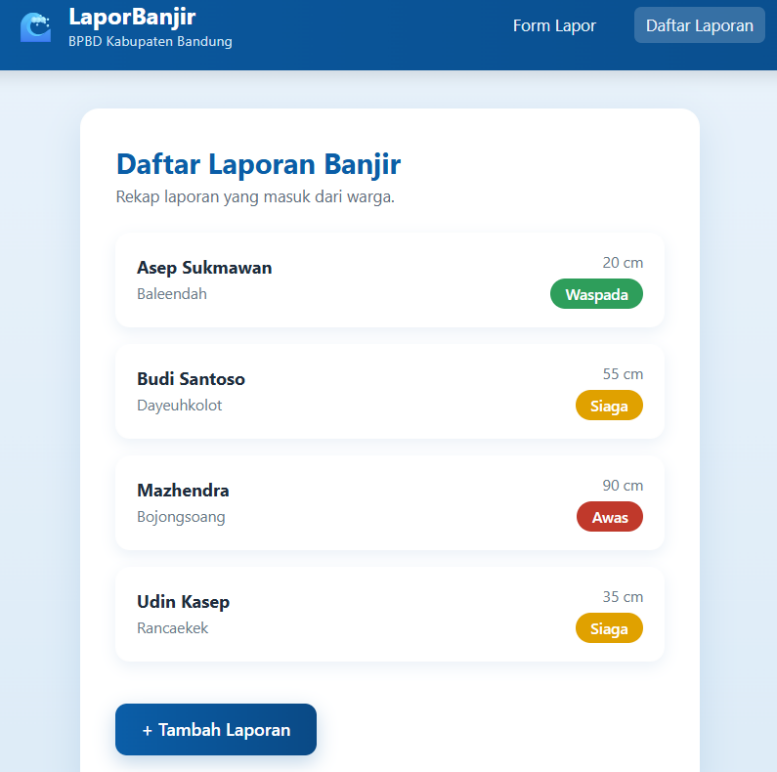 LaporBanjir
BPBD Kabupaten Bandung
Form Lapor
Daftar Laporan
Daftar Laporan Banjir
Rekap laporan yang masuk dari warga.
Asep Sukmawan
Baleendah
20 cm
Waspada
Budi Santoso
Dayeuhkolot
55 cm
Siaga
Mazhendra
Bojongsoang
90 cm
Awas
Udin Kasep
Rancaekek
35 cm
Siaga
+ Tambah Laporan